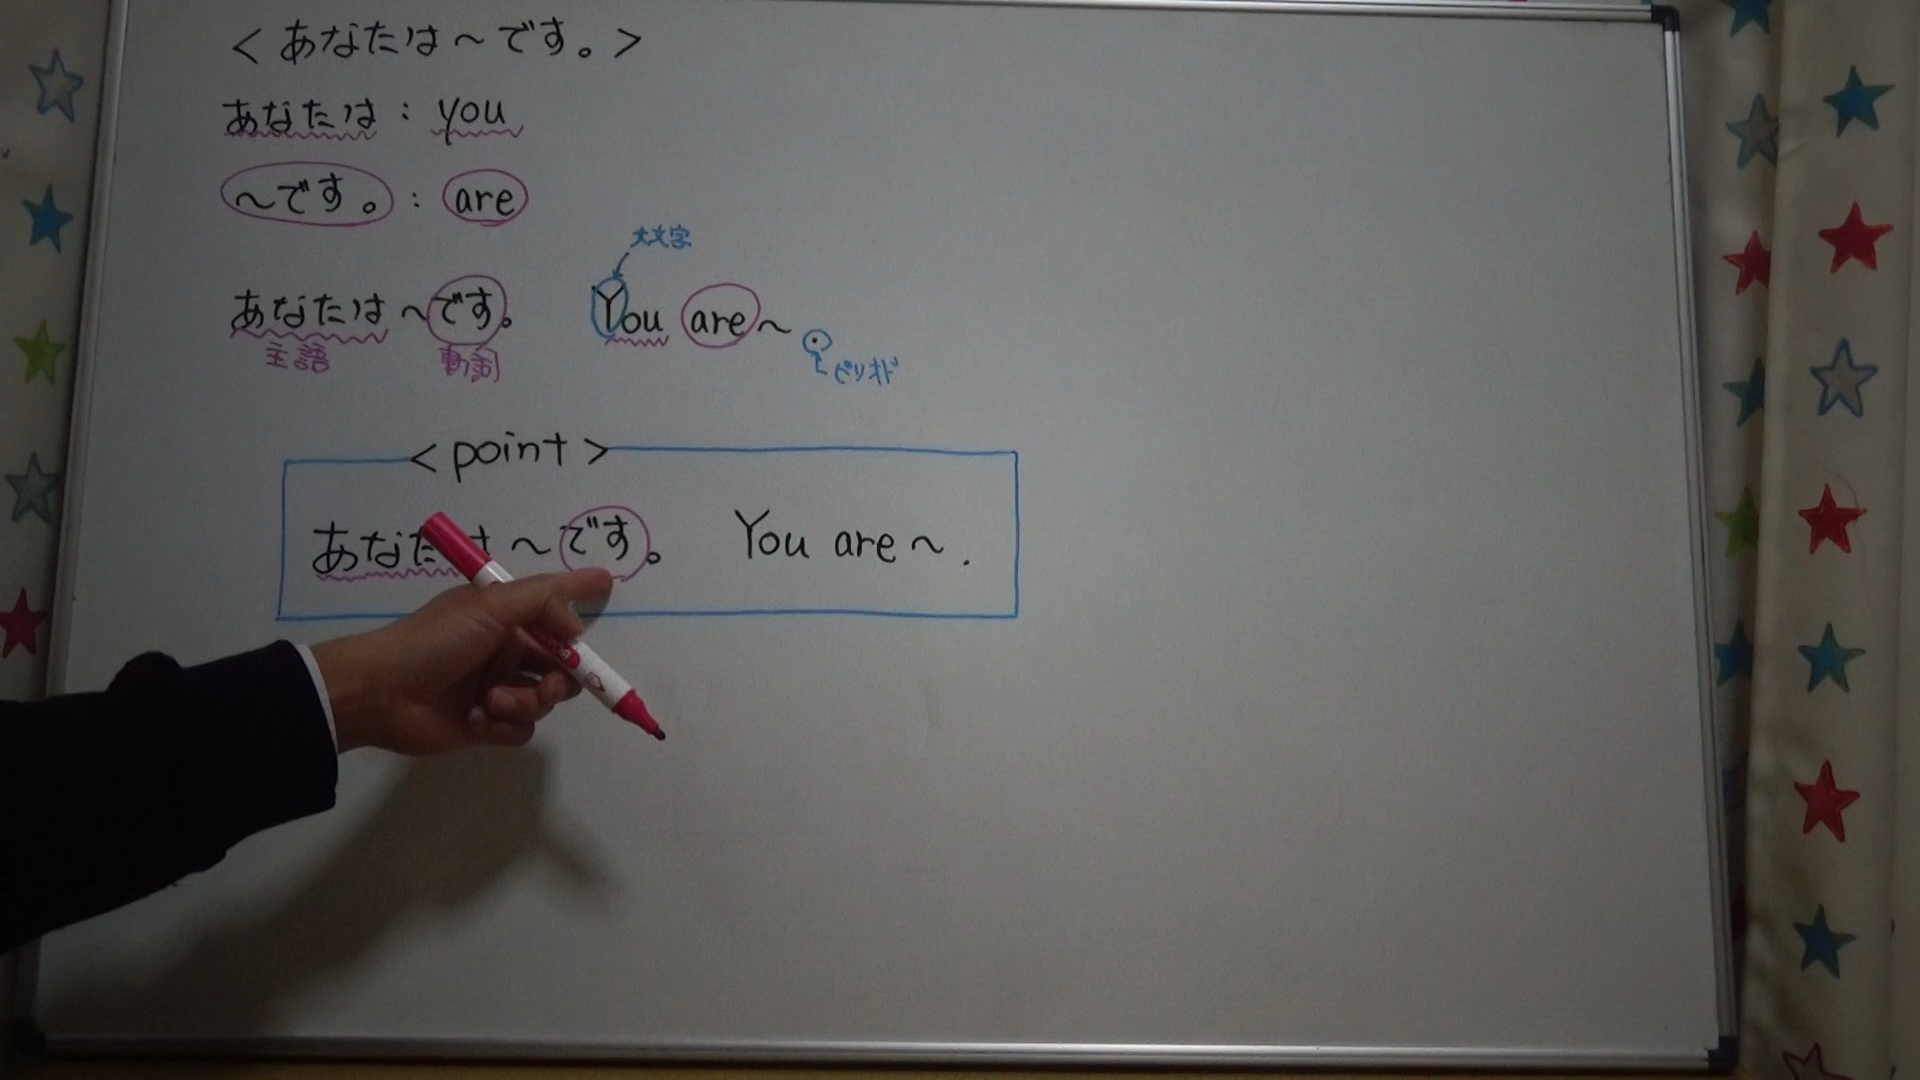 <あなたは～です。>
あなたは : you
～です。 : are
大文字
あなたは～です。 You are～.
主語 動詞 ピリオド
<point>
あなた ～です。 You are～.